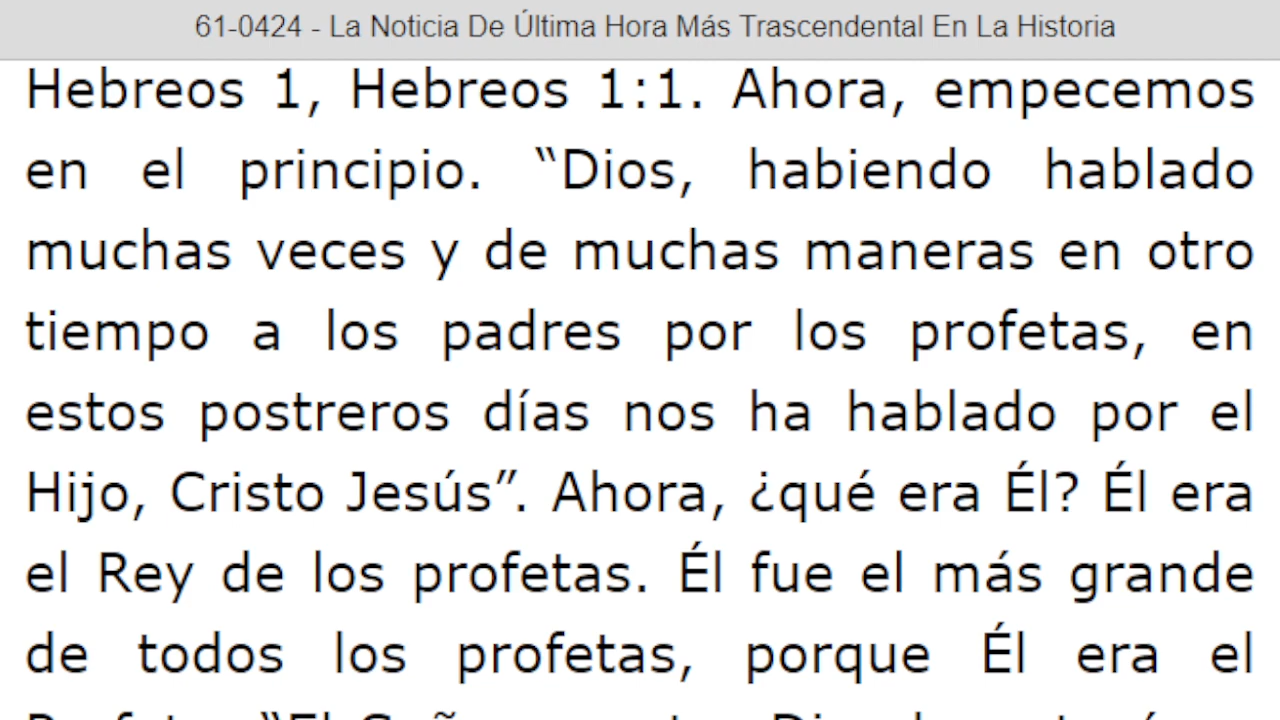 61-0424 - La Noticia De Última Hora Más Trascendental En La Historia
Hebreos 1, Hebreos 1:1. Ahora, empecemos
en el principio. “Dios, habiendo hablado
muchas veces y de muchas maneras en otro
tiempo a los padres por los profetas, en
estos postreros días nos ha hablado por el
Hijo, Cristo Jesús”. Ahora, ¿qué era Él? Él era
el Rey de los profetas. Él fue el más grande
de todos los profetas, porque Él era el